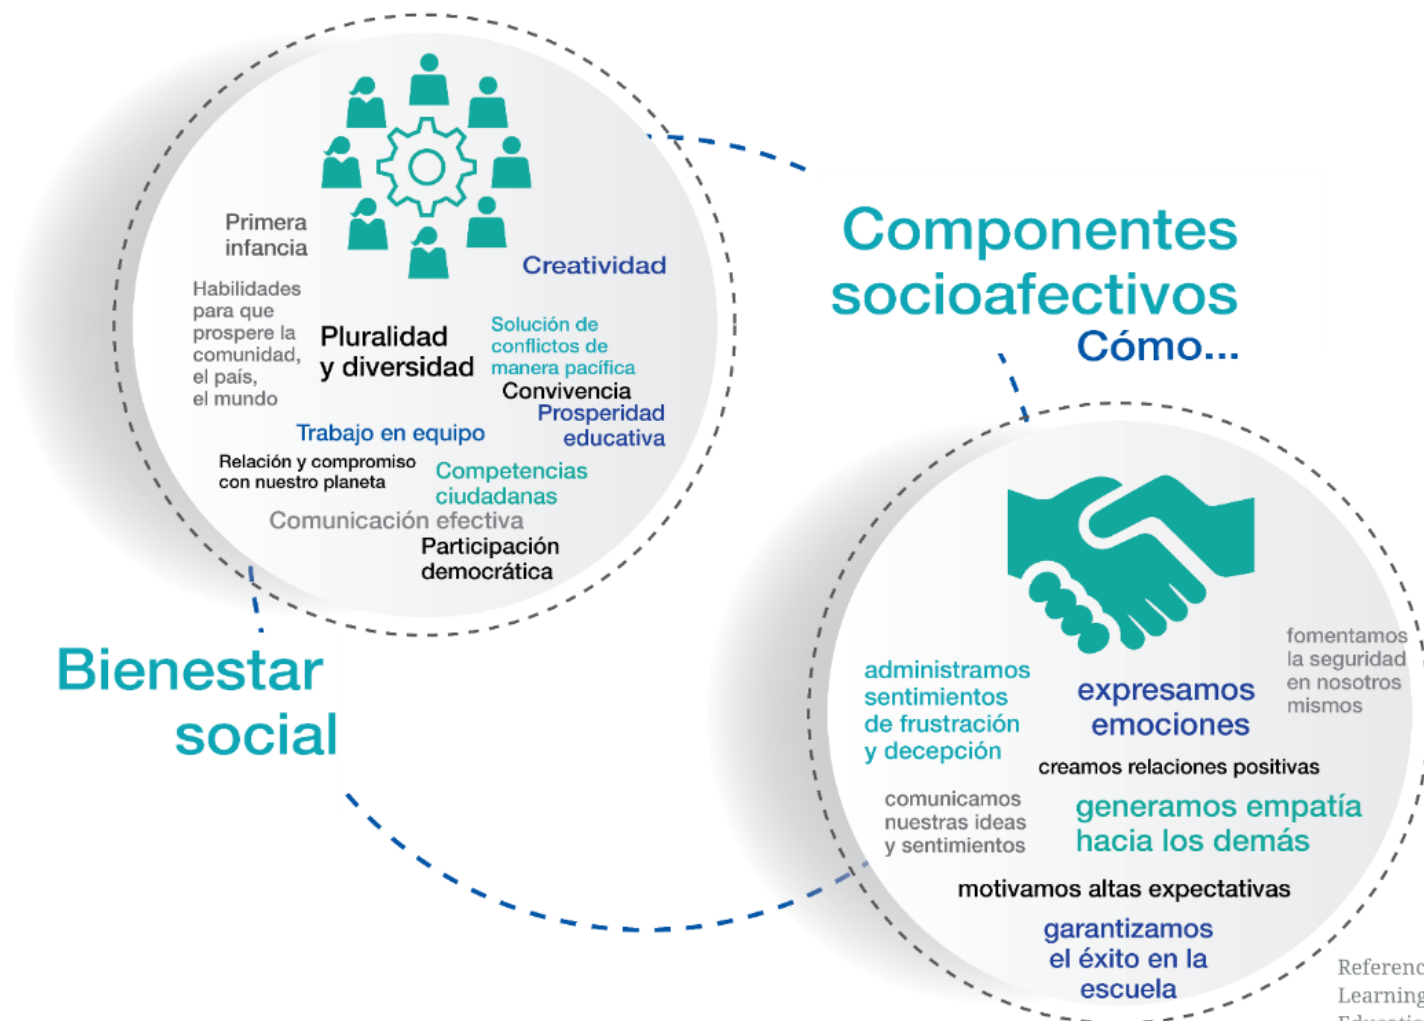 Primera
infancia
Creatividad
Habilidades
para que
prospere la
comunidad,
el país,
el mundo
Pluralidad
y diversidad
Solución de
conflictos de
manera pacífica
Convivencia
Prosperidad
educativa
Trabajo en equipo
Relación y compromiso
con nuestro planeta
Competencias
ciudadanas
Comunicación efectiva
Participación
democrática
Bienestar
social
Componentes
socioafectivos
Cómo...
administramos
sentimientos
de frustración
y decepción
expresamos
emociones
fomentamos
la seguridad
en nosotros
mismos
creamos relaciones positivas
comunicamos
nuestras ideas
y sentimientos
generamos empatía
hacia los demás
motivamos altas expectativas
garantizamos
el éxito en la
escuela
Learning